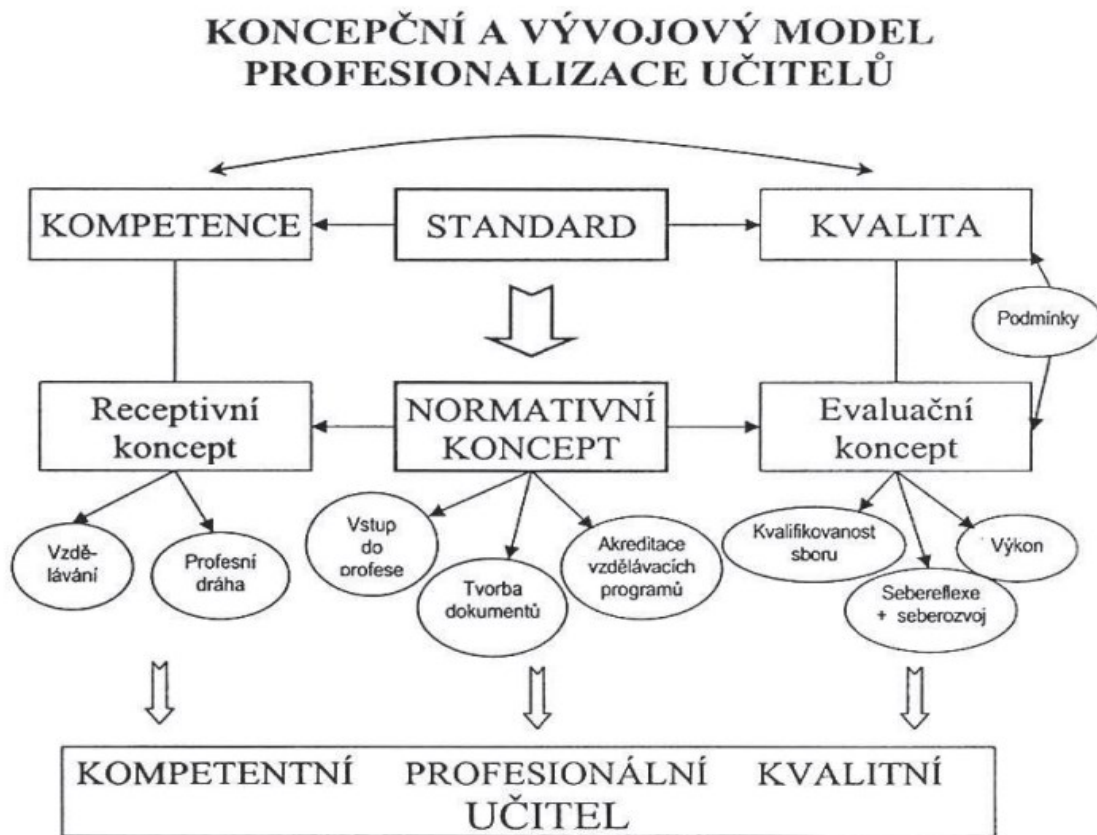 KONCEPČNÍ A VÝVOJOVÝ MODEL
PROFESIONALIZACE UČITELŮ
KOMPETENCE
STANDARD
KVALITA
Podmínky
Receptivní
koncept
NORMATIVNÍ
KONCEPT
Evaluační
koncept
Vzdě-
lávání
Profesní
dráha
Vstup
do
profese
Tvorba
dokumentů
Akreditace
vzdělávacích
programů
Kvalifikovanost
sboru
Sebereflexe
+ seberozvoj
Výkon
KOMPETENTNÍ PROFESIONÁLNÍ KVALITNÍ
UČITEL